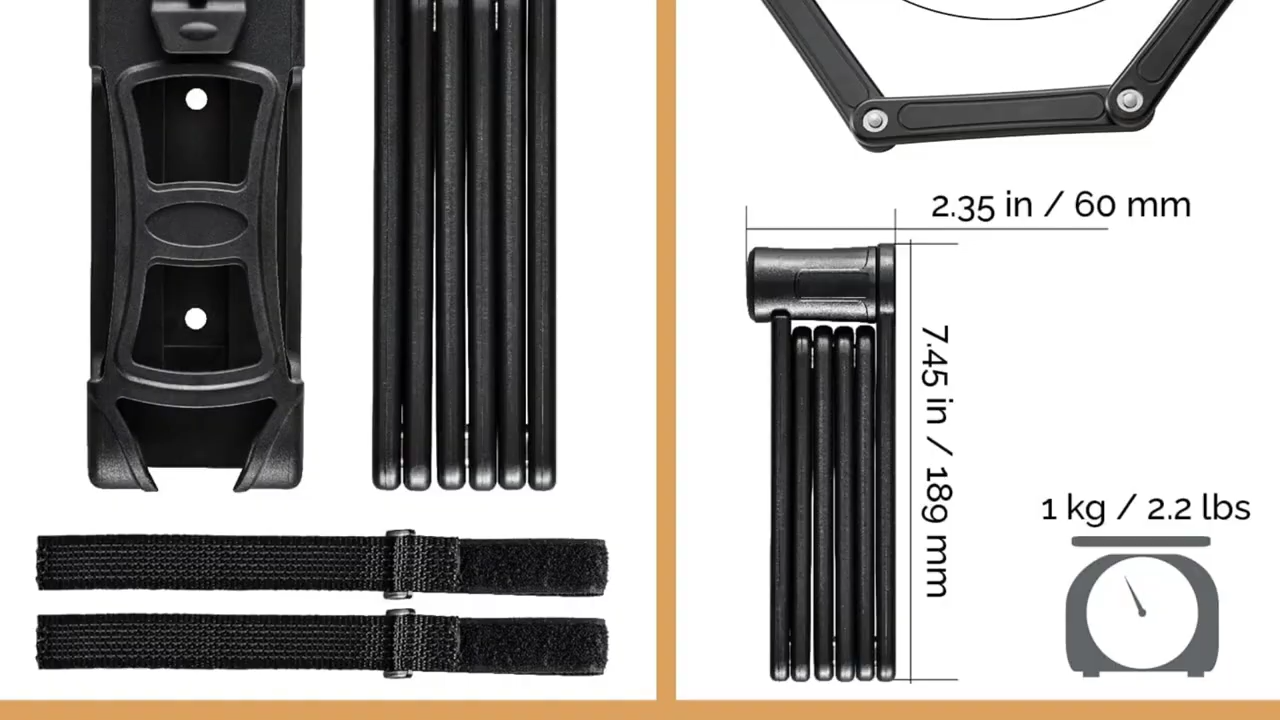 2.35 in / 60 mm
7.45 in / 189 mm
1 kg / 2.2 lbs